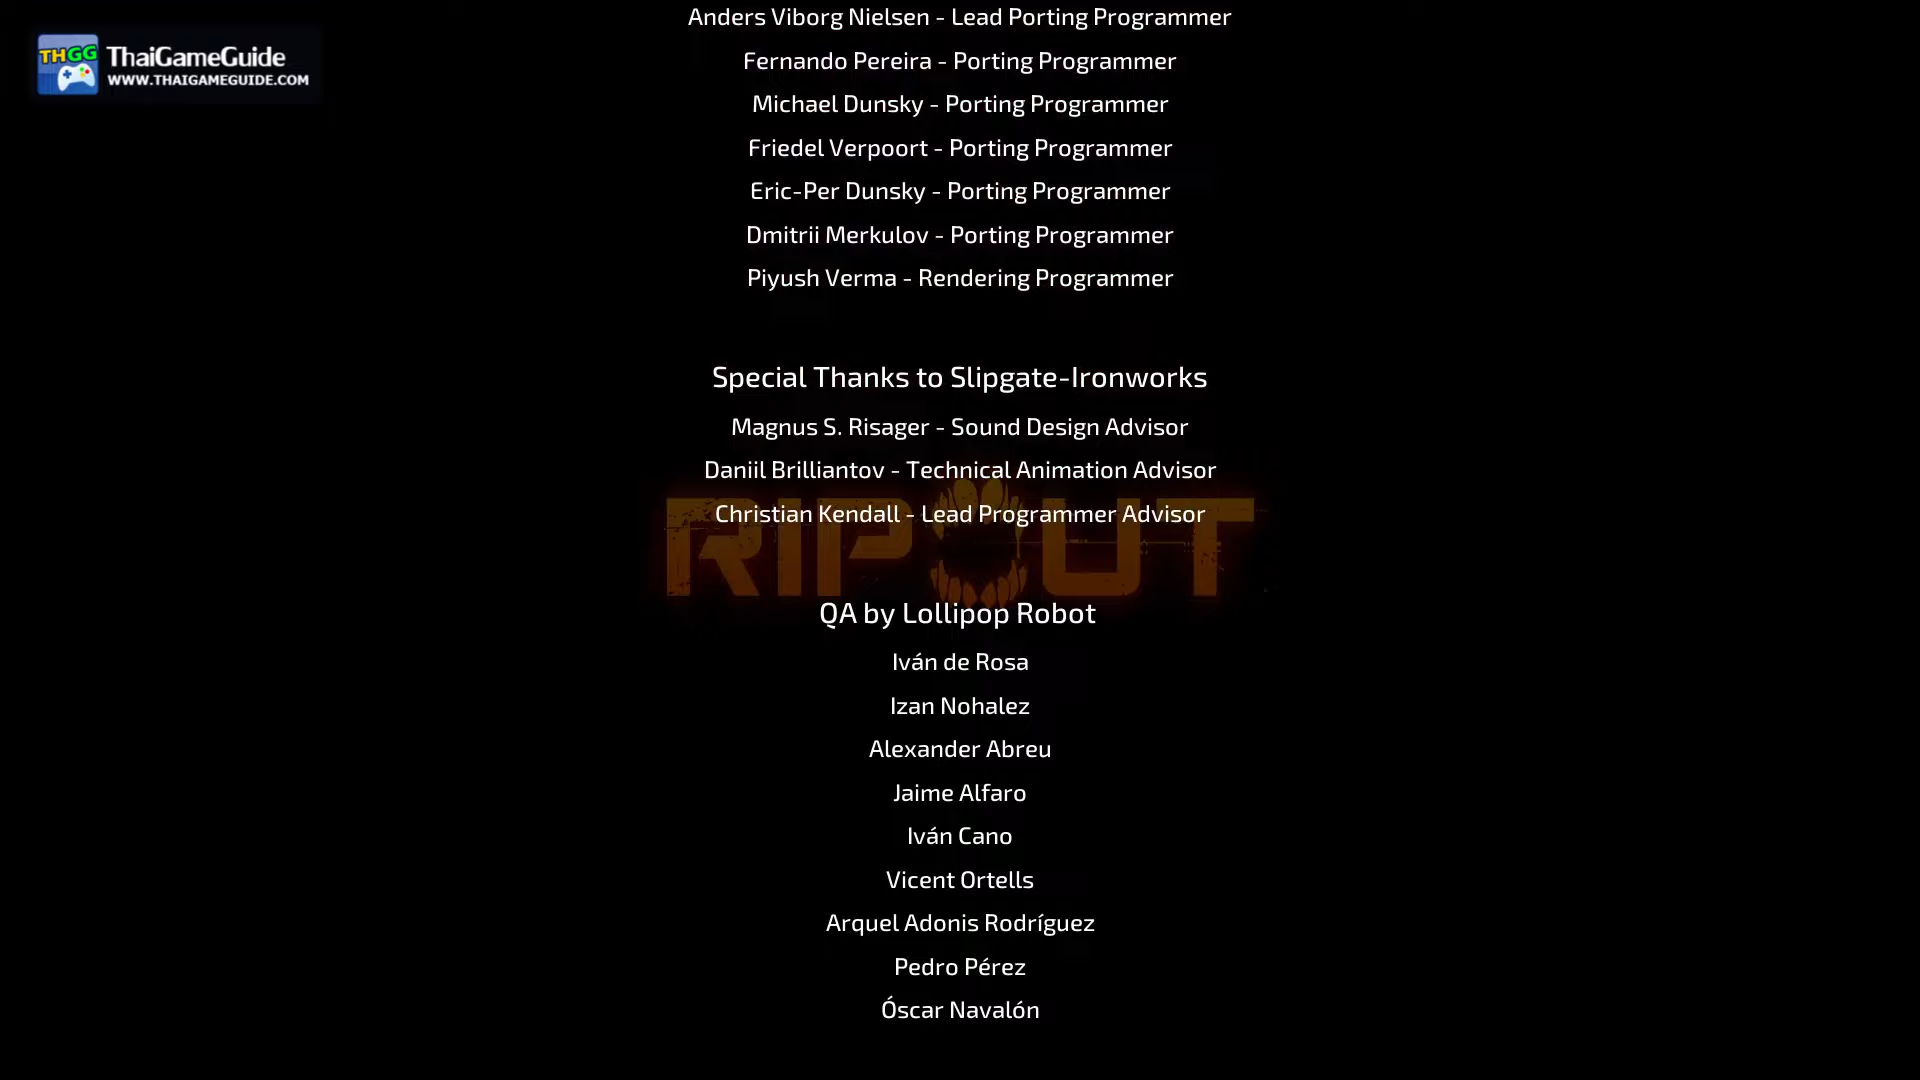 THGG
ThaiGameGuide
WWW.THAIGAMEGUIDE.COM
Anders Viborg Nielsen - Lead Porting Programmer
Fernando Pereira - Porting Programmer
Michael Dunsky - Porting Programmer
Friedel Verpoort - Porting Programmer
Eric-Per Dunsky - Porting Programmer
Dmitrii Merkulov - Porting Programmer
Piyush Verma - Rendering Programmer
Special Thanks to Slipgate-Ironworks
Magnus S. Risager - Sound Design Advisor
Daniil Brilliantov - Technical Animation Advisor
Christian Kendall - Lead Programmer Advisor
RIPOUT
QA by Lollipop Robot
Iván de Rosa
Izan Nohalez
Alexander Abreu
Jaime Alfaro
Iván Cano
Vicent Ortells
Arquel Adonis Rodríguez
Pedro Pérez
Óscar Navalón